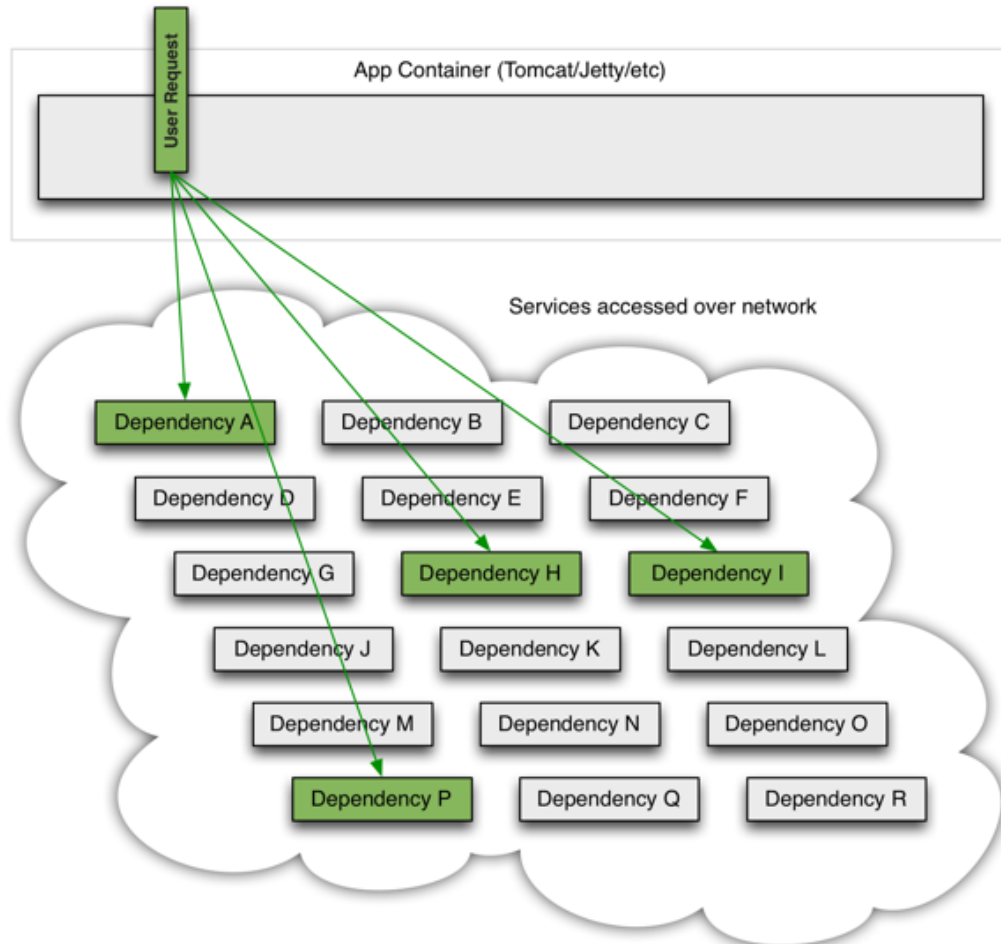 User Request
App Container (Tomcat/Jetty/etc)
Services accessed over network
Dependency A
Dependency B
Dependency C
Dependency D
Dependency E
Dependency F
Dependency G
Dependency H
Dependency I
Dependency J
Dependency K
Dependency L
Dependency M
Dependency N
Dependency O
Dependency P
Dependency Q
Dependency R